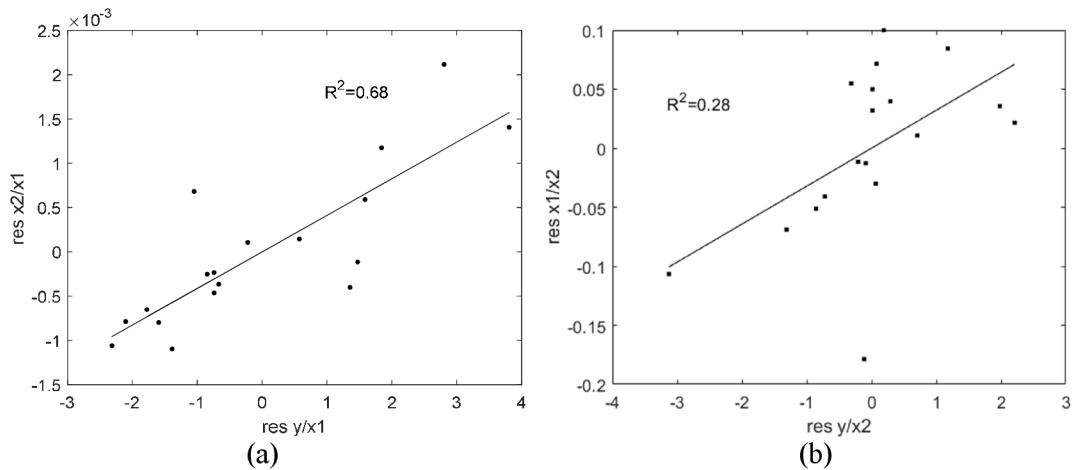 ×10⁻³
2.5
2
1.5
1
0.5
0
-0.5
-1
-1.5
-3 -2 -1 0 1 2 3 4
res x2/x1
res y/x1
R²=0.68
(a)
0.1
0.05
0
-0.05
-0.1
-0.15
-0.2
-4 -3 -2 -1 0 1 2 3
res x1/x2
res y/x2
R²=0.28
(b)